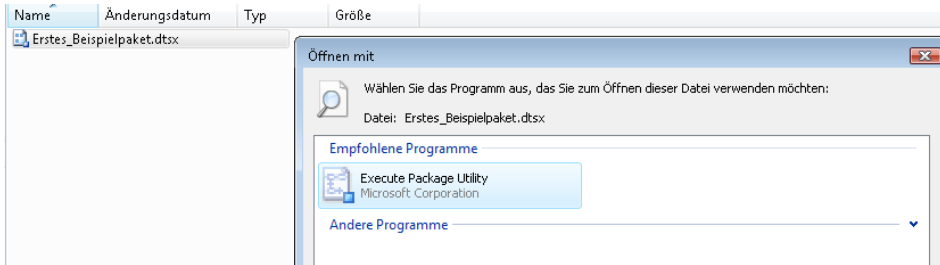 Name Änderungsdatum Typ Größe
Erstes_Beispielpaket.dtsx
Öffnen mit
Wählen Sie das Programm aus, das Sie zum Öffnen dieser Datei verwenden möchten:
Datei: Erstes_Beispielpaket.dtsx
Empfohlene Programme
Execute Package Utility
Microsoft Corporation
Andere Programme